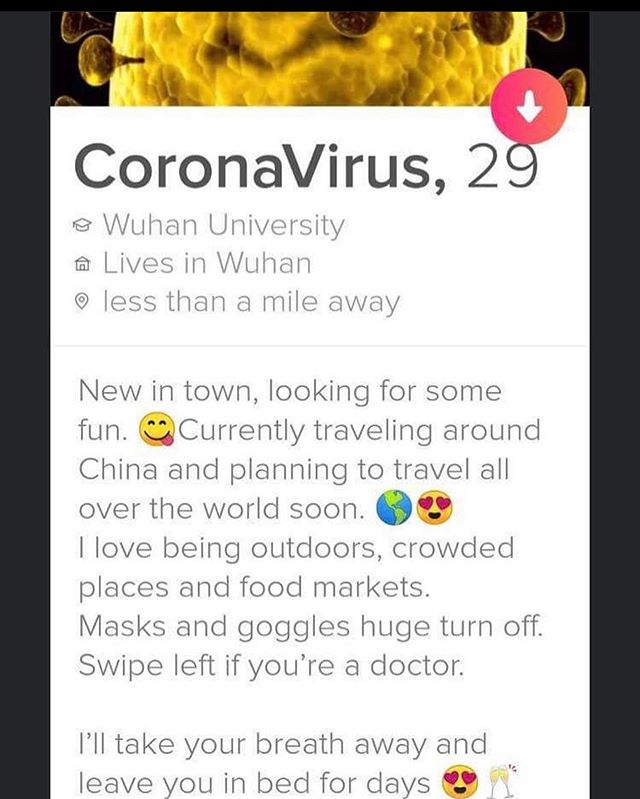 CoronaVirus, 29
Wuhan University
Lives in Wuhan
less than a mile away
New in town, looking for some
fun. 😋Currently traveling around
China and planning to travel all
over the world soon. 🌎😍
I love being outdoors, crowded
places and food markets.
Masks and goggles huge turn off.
Swipe left if you're a doctor.
I'll take your breath away and
leave you in bed for days 😍🥂